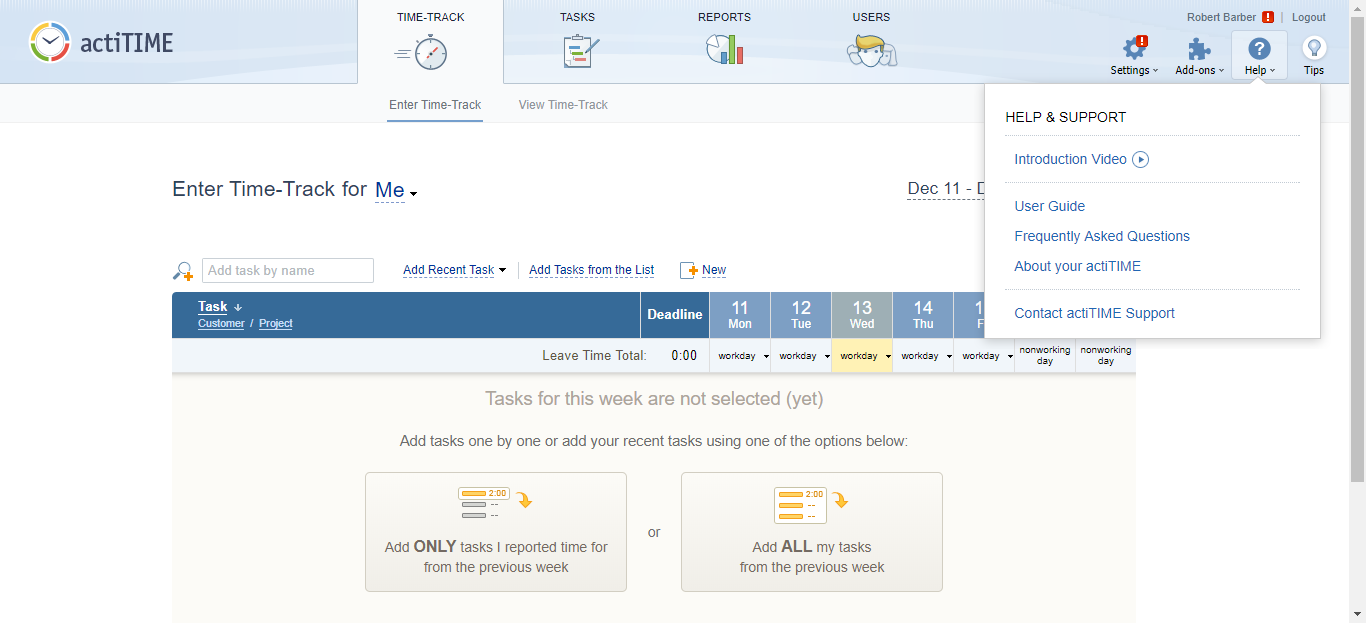 TIME-TRACK
TASKS
REPORTS
USERS
Robert Barber ! | Logout
actiTIME
Settings
Add-ons
Help
Tips
Enter Time-Track
View Time-Track
HELP & SUPPORT
Introduction Video
User Guide
Frequently Asked Questions
About your actiTIME
Contact actiTIME Support
Enter Time-Track for Me
Dec 11 -
Add task by name
Add Recent Task
Add Tasks from the List
New
Task
Customer / Project
Deadline
11 Mon
12 Tue
13 Wed
14 Thu
Leave Time Total: 0:00
workday
workday
workday
workday
workday
nonworking day
nonworking day
Tasks for this week are not selected (yet)
Add tasks one by one or add your recent tasks using one of the options below:
2:00
--
--
Add ONLY tasks I reported time for
from the previous week
or
2:00
--
--
Add ALL my tasks
from the previous week